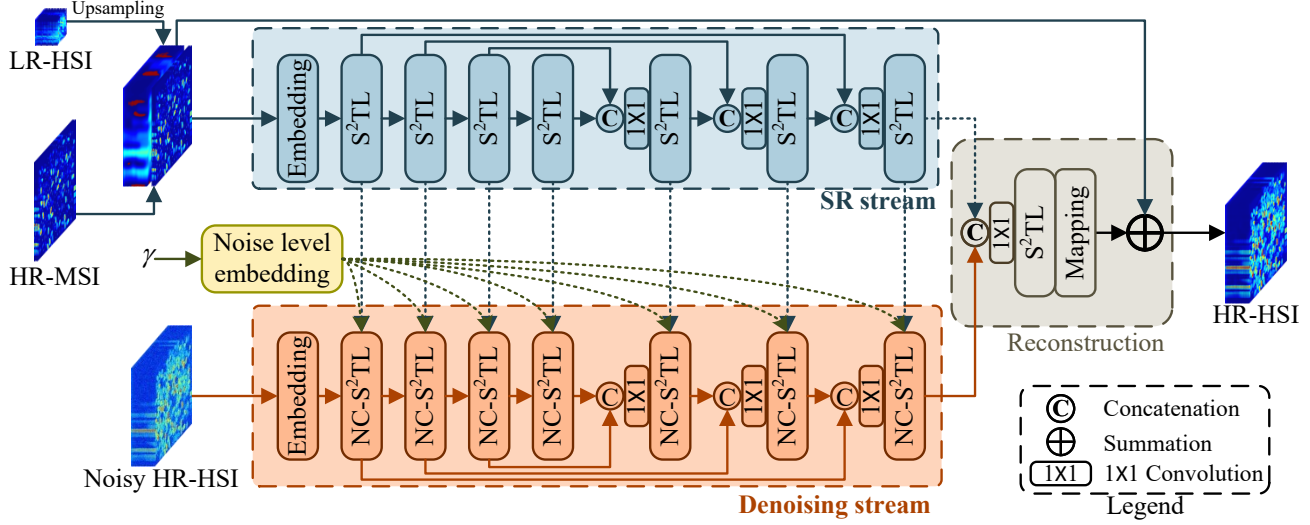 Upsampling
LR-HSI
HR-MSI
Embedding
S²TL
S²TL
S²TL
S²TL
C
1X1
S²TL
C
1X1
S²TL
C
1X1
S²TL
SR stream
γ
Noise level
embedding
Noisy HR-HSI
Embedding
NC-S²TL
NC-S²TL
NC-S²TL
NC-S²TL
C
1X1
NC-S²TL
C
1X1
NC-S²TL
C
1X1
NC-S²TL
Denoising stream
C
1X1
S²TL
Mapping
Reconstruction
HR-HSI
C Concatenation
Summation
1X1 1X1 Convolution
Legend